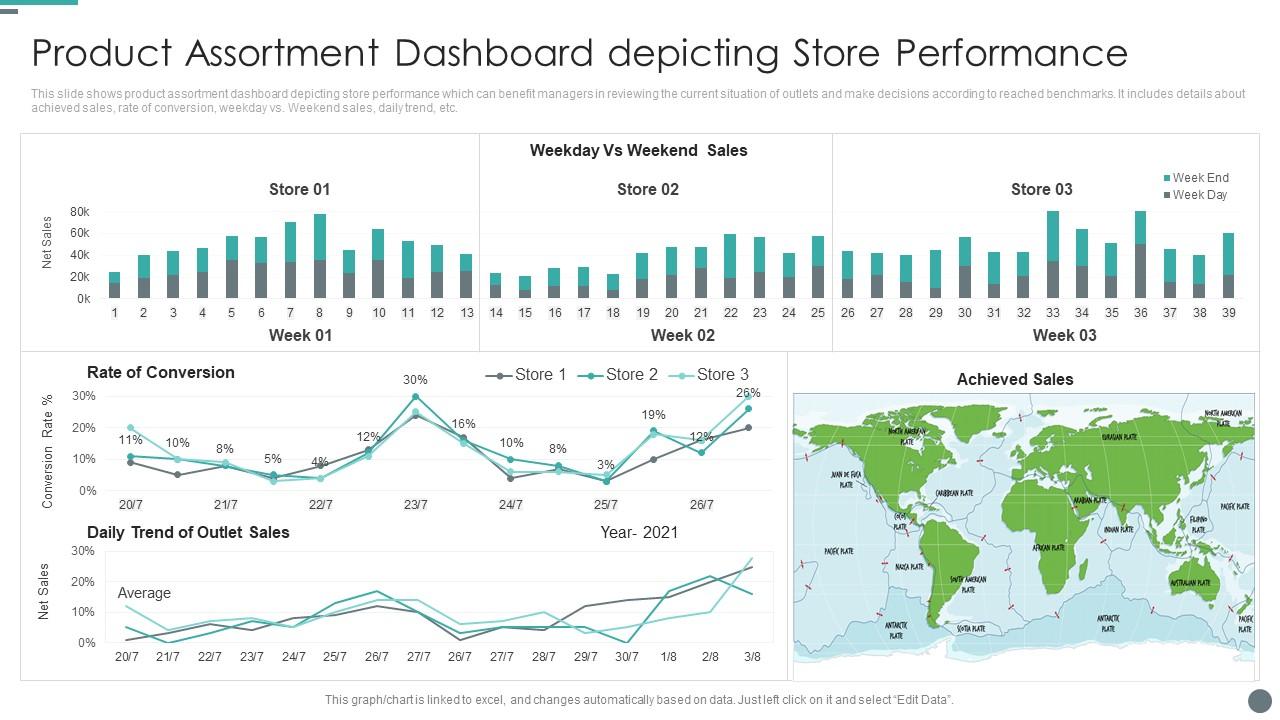 Product Assortment Dashboard depicting Store Performance
This slide shows product assortment dashboard depicting store performance which can benefit managers in reviewing the current situation of outlets and make decisions according to reached benchmarks. It includes details about
achieved sales, rate of conversion, weekday vs. Weekend sales, daily trend, etc.
Weekday Vs Weekend Sales
Store 01 Store 02 Store 03
Week End
Week Day
Net Sales
80k
60k
40k
20k
0k
1 2 3 4 5 6 7 8 9 10 11 12 13 14 15 16 17 18 19 20 21 22 23 24 25 26 27 28 29 30 31 32 33 34 35 36 37 38 39
Week 01 Week 02 Week 03
Rate of Conversion
Store 1 Store 2 Store 3
Conversion Rate %
30%
20%
10%
0%
11% 10% 8% 5% 4% 12% 30% 16% 10% 8% 3% 19% 12% 26%
20/7 21/7 22/7 23/7 24/7 25/7 26/7
Daily Trend of Outlet Sales
Year- 2021
Net Sales
30%
20%
10%
0%
Average
20/7 21/7 22/7 23/7 24/7 25/7 26/7 27/7 26/7 27/7 28/7 29/7 30/7 1/8 2/8 3/8
Achieved Sales
NORTH AMERICAN
PLATE
NORTH AMERICAN
PLATE
EURASIAN PLATE
JUAN DE FUCA
PLATE
CARIBBEAN PLATE
ARABIAN PLATE
PACIFIC PLATE
COCO
PLATE
INDIAN PLATE
FILIPINO
PLATE
PACIFIC PLATE
AFRICAN PLATE
NAZCA PLATE
SOUTH AMERICAN
PLATE
AUSTRALIAN PLATE
ANTARCTIC
PLATE
SCOTIA PLATE
ANTARCTIC
PLATE
PACIFIC
PLATE
This graph/chart is linked to excel, and changes automatically based on data. Just left click on it and select “Edit Data”.